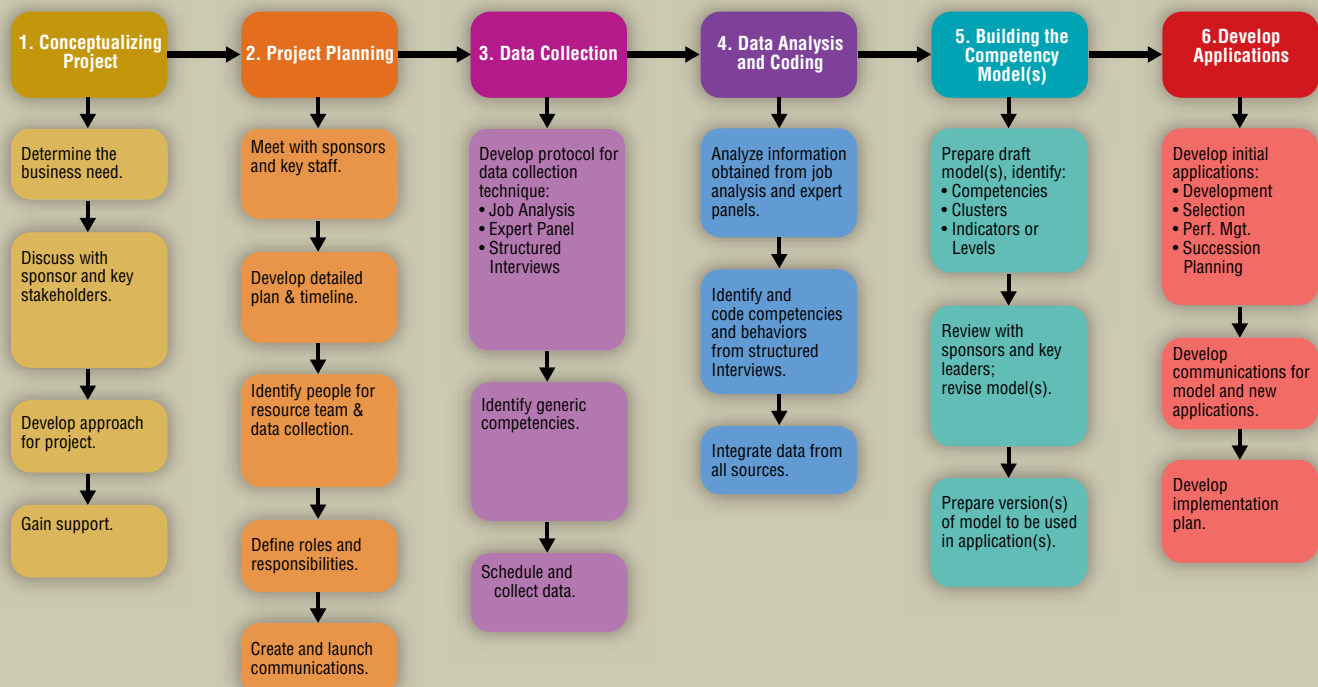 1. Conceptualizing
Project
Determine the
business need.
Discuss with
sponsor and key
stakeholders.
Develop approach
for project.
Gain support.
2. Project Planning
Meet with sponsors
and key staff.
Develop detailed
plan & timeline.
Identify people for
resource team &
data collection.
Define roles and
responsibilities.
Create and launch
communications.
3. Data Collection
Develop protocol for
data collection
technique:
• Job Analysis
• Expert Panel
• Structured
Interviews
Identify generic
competencies.
Schedule and
collect data.
4. Data Analysis
and Coding
Analyze information
obtained from job
analysis and expert
panels.
Identify and
code competencies
and behaviors
from structured
Interviews.
Integrate data from
all sources.
5. Building the
Competency
Model(s)
Prepare draft
model(s), identify:
• Competencies
• Clusters
• Indicators or
Levels
Review with
sponsors and key
leaders;
revise model(s).
Prepare version(s)
of model to be used
in application(s).
6.Develop
Applications
Develop initial
applications:
• Development
• Selection
• Perf. Mgt.
• Succession
Planning
Develop
communications for
model and new
applications.
Develop
implementation
plan.